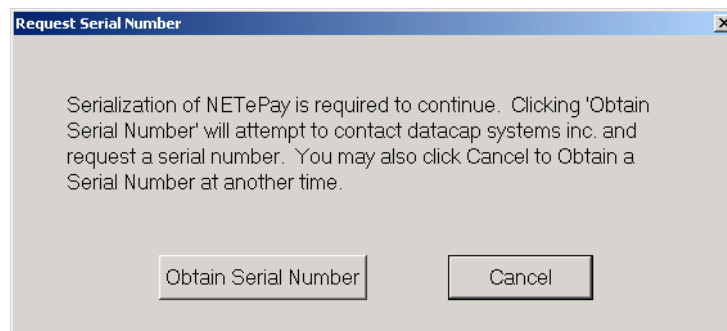 Request Serial Number
Serialization of NETePay is required to continue.  Clicking 'Obtain
Serial Number' will attempt to contact datacap systems inc. and
request a serial number.  You may also click Cancel to Obtain a
Serial Number at another time.
Obtain Serial Number
Cancel